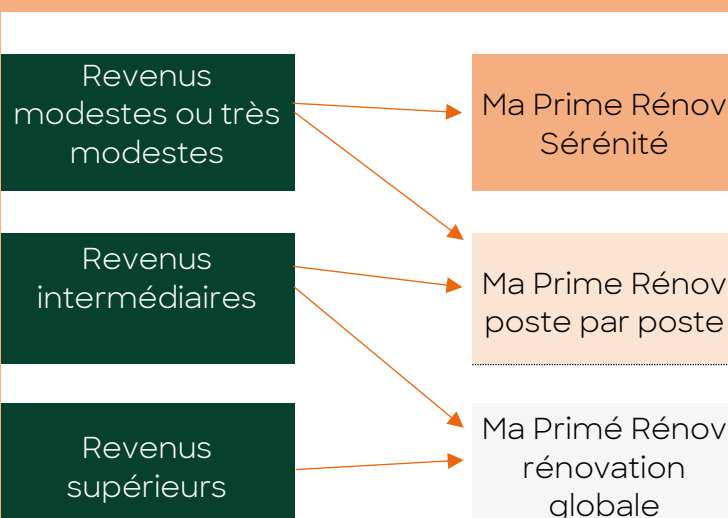 Revenus
modestes ou très
modestes
Ma Prime Rénov
Sérénité
Revenus
intermédiaires
Ma Prime Rénov
poste par poste
Revenus
supérieurs
Ma Primé Rénov
rénovation
globale